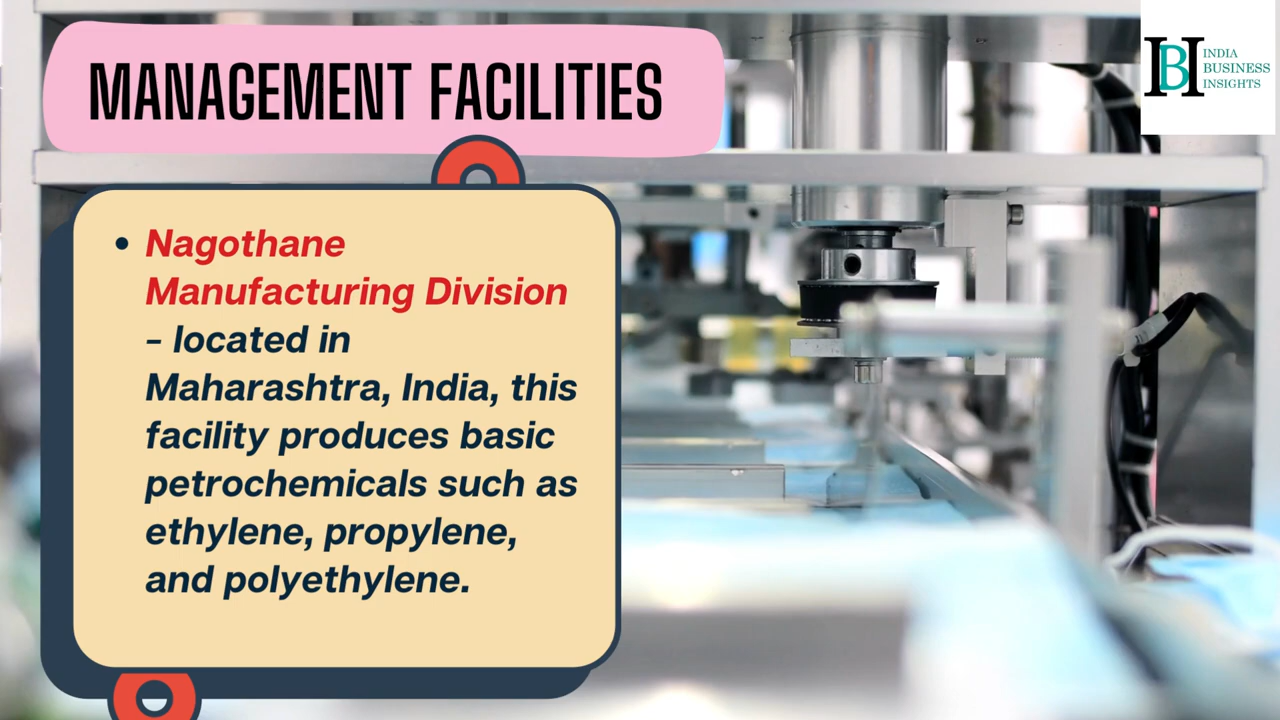 MANAGEMENT FACILITIES
INDIA
BUSINESS
INSIGHTS
IBI
• Nagothane
Manufacturing Division
– located in
Maharashtra, India, this
facility produces basic
petrochemicals such as
ethylene, propylene,
and polyethylene.